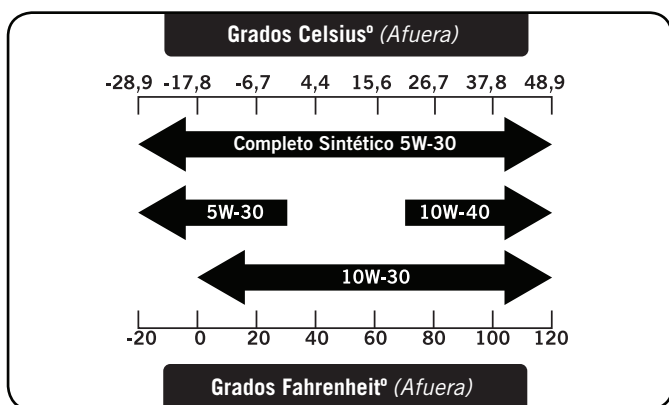 Grados Celsiusº (Afuera)
-28,9 -17,8 -6,7 4,4 15,6 26,7 37,8 48,9
Completo Sintético 5W-30
5W-30 10W-40
10W-30
-20 0 20 40 60 80 100 120
Grados Fahrenheitº (Afuera)